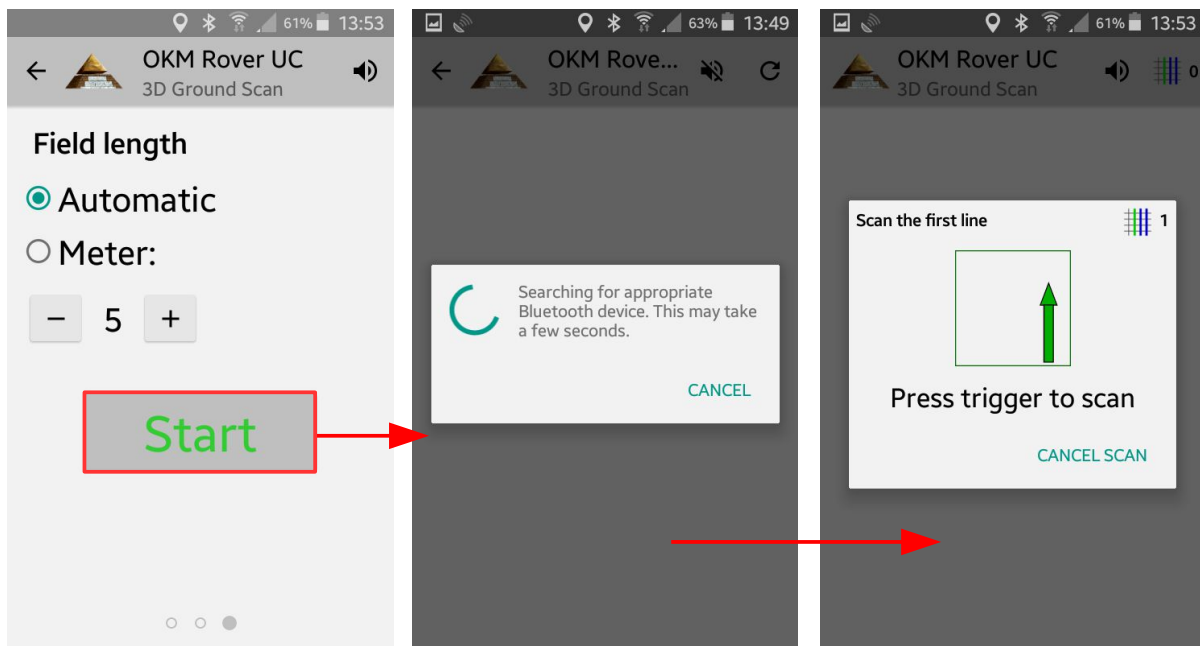 61% 13:53
OKM Rover UC
3D Ground Scan
Field length
Automatic
Meter:
− 5 +
Start
63% 13:49
OKM Rove...
3D Ground Scan
Searching for appropriate
Bluetooth device. This may take
a few seconds.
CANCEL
61% 13:53
OKM Rover UC
3D Ground Scan
0
Scan the first line 1
Press trigger to scan
CANCEL SCAN